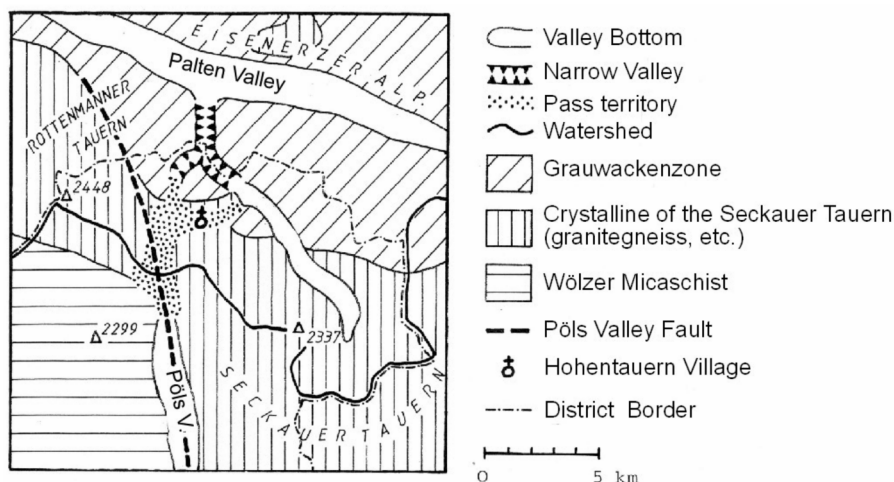 EISENERZER ALP.
Palten Valley
ROTTENMANNER
TAUERN
2448
2299
2337
Pöls V.
SECKAUER TAUERN
Valley Bottom
Narrow Valley
Pass territory
Watershed
Grauwackenzone
Crystalline of the Seckauer Tauern
(granitegneiss, etc.)
Wölzer Micaschist
Pöls Valley Fault
Hohentauern Village
District Border
0 5 km